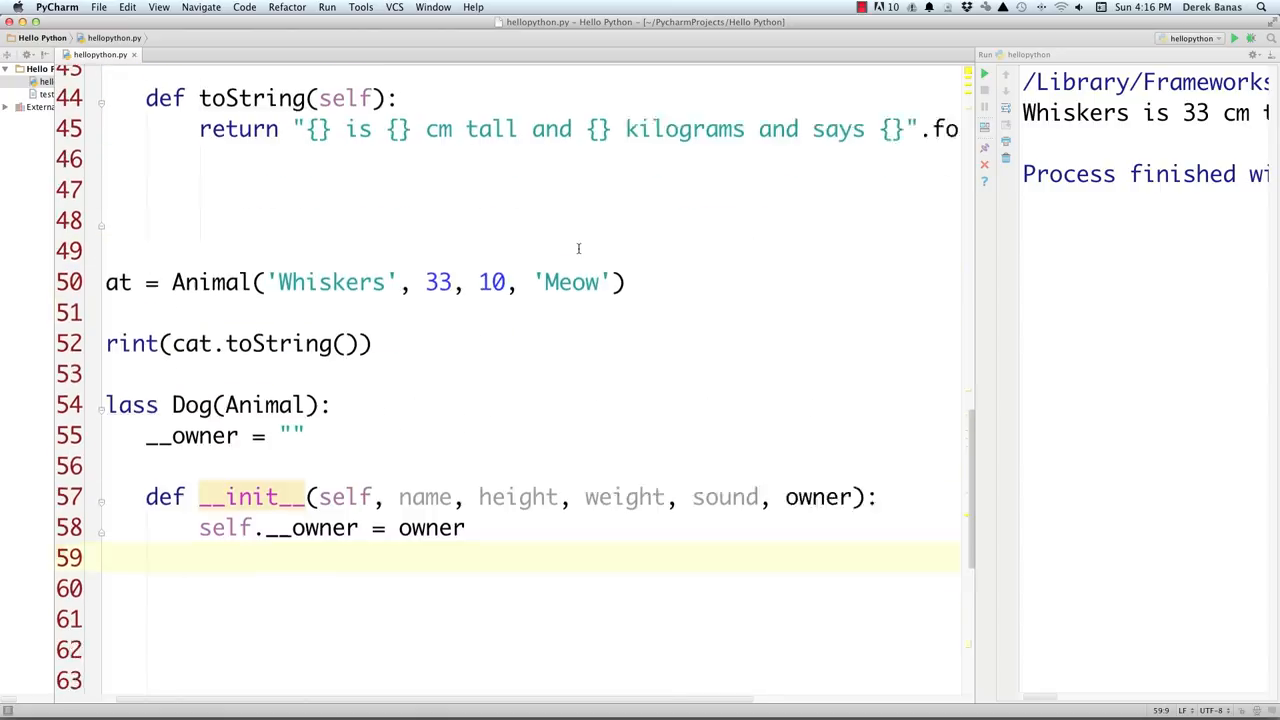 PyCharm File Edit View Navigate Code Refactor Run Tools VCS Window Help 10 Sun 4:16 PM Derek Banas
hellopython.py – Hello Python – [~/PycharmProjects/Hello Python]
Hello Python hellopython.py hellopython
hellopython.py Run hellopython
Hello P
hell
test
Externa
43
44 def toString(self):
45 return "{} is {} cm tall and {} kilograms and says {}".fo
46
47
48
49
50 at = Animal('Whiskers', 33, 10, 'Meow')
51
52 rint(cat.toString())
53
54 lass Dog(Animal):
55 __owner = ""
56
57 def __init__(self, name, height, weight, sound, owner):
58 self.__owner = owner
59
60
61
62
63
/Library/Frameworks
Whiskers is 33 cm t
Process finished wi
59:9 LF UTF-8